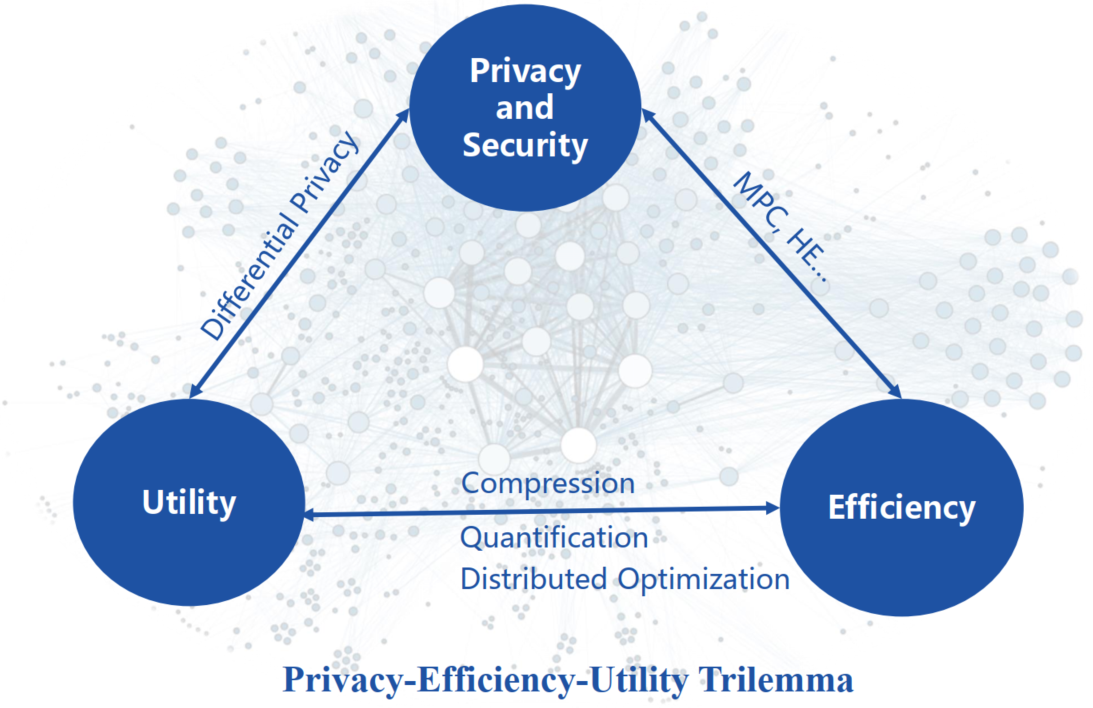 Privacy
and
Security
Differential Privacy
MPC, HE...
Utility
Compression
Efficiency
Quantification
Distributed Optimization
Privacy-Efficiency-Utility Trilemma